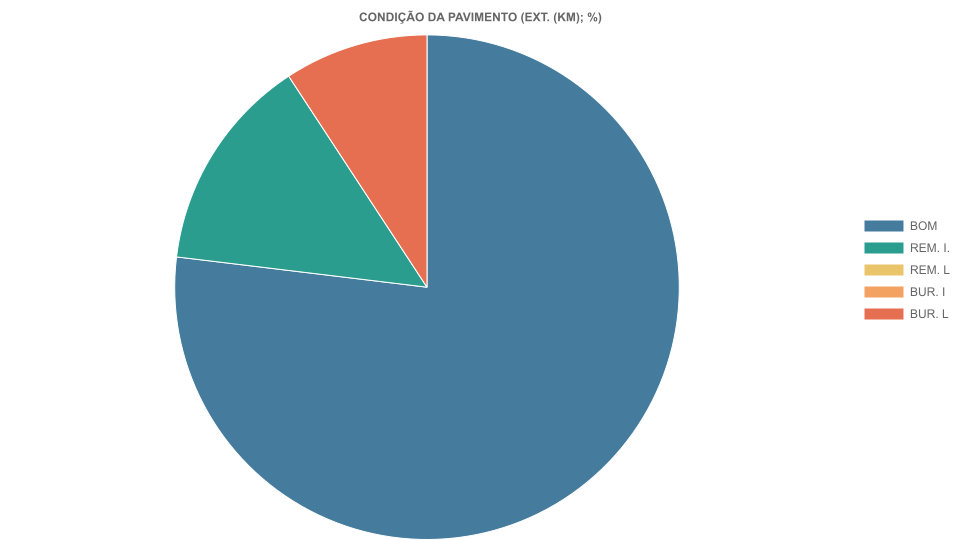 CONDIÇÃO DA PAVIMENTO (EXT. (KM); %)
BOM
REM. I.
REM. L
BUR. I
BUR. L